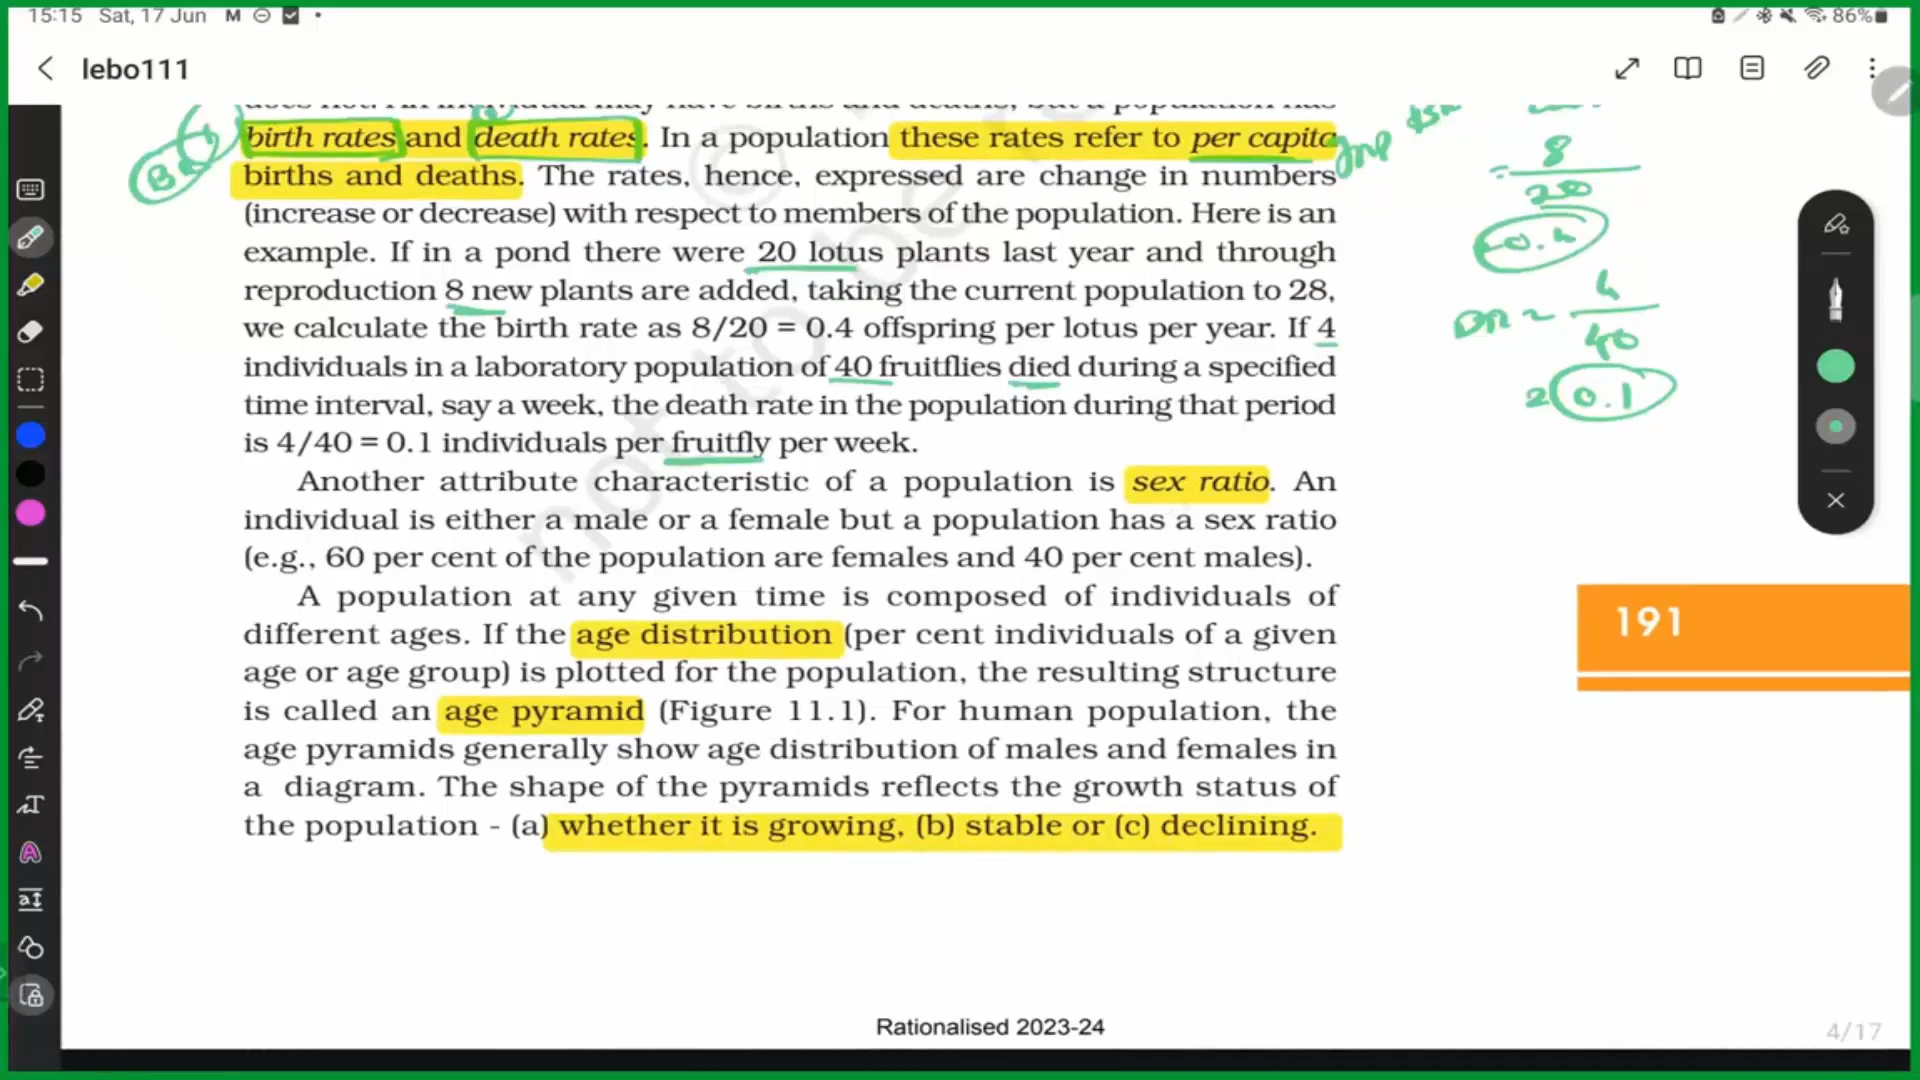 15:15 Sat, 17 Jun M
86%
lebo111
birth rates and death rates. In a population these rates refer to per capita
births and deaths. The rates, hence, expressed are change in numbers
(increase or decrease) with respect to members of the population. Here is an
example. If in a pond there were 20 lotus plants last year and through
reproduction 8 new plants are added, taking the current population to 28,
we calculate the birth rate as 8/20 = 0.4 offspring per lotus per year. If 4
individuals in a laboratory population of 40 fruitflies died during a specified
time interval, say a week, the death rate in the population during that period
is 4/40 = 0.1 individuals per fruitfly per week.
Another attribute characteristic of a population is sex ratio. An
individual is either a male or a female but a population has a sex ratio
(e.g., 60 per cent of the population are females and 40 per cent males).
A population at any given time is composed of individuals of
different ages. If the age distribution (per cent individuals of a given
age or age group) is plotted for the population, the resulting structure
is called an age pyramid (Figure 11.1). For human population, the
age pyramids generally show age distribution of males and females in
a diagram. The shape of the pyramids reflects the growth status of
the population - (a) whether it is growing, (b) stable or (c) declining.
= 8
20
0.4
DR = 4
40
0.1
191
Rationalised 2023-24
4/17